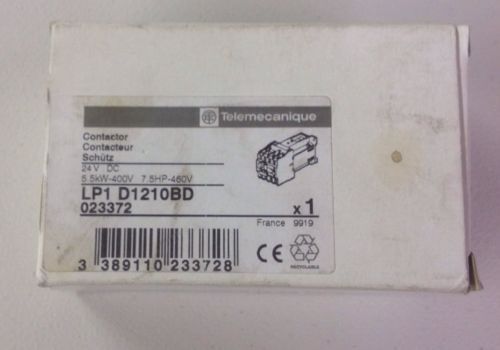 Telemecanique
Contactor
Contacteur
Schütz
24V DC
5.5kW-400V 7.5HP-460V
LP1 D1210BD
023372
x 1
France 9919
3 389110 233728
CE
RECYCLABLE